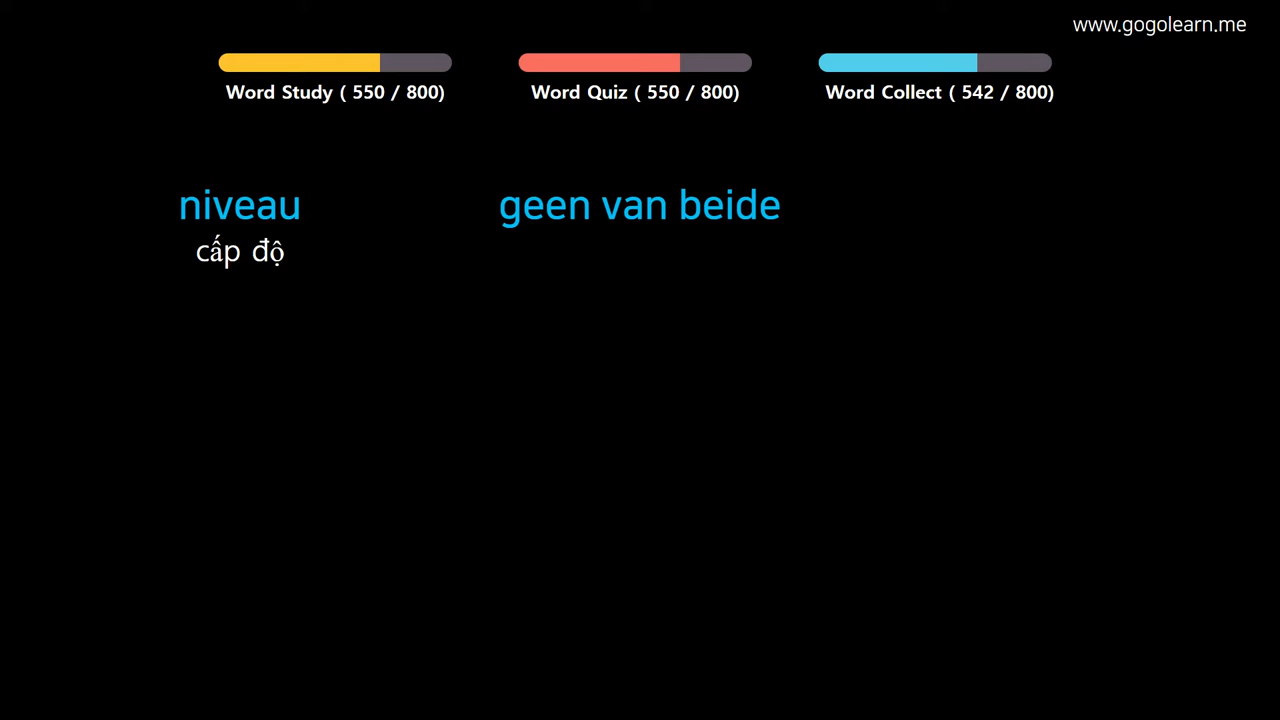 www.gogolearn.me
Word Study ( 550 / 800)
Word Quiz ( 550 / 800)
Word Collect ( 542 / 800)
niveau
cấp độ
geen van beide